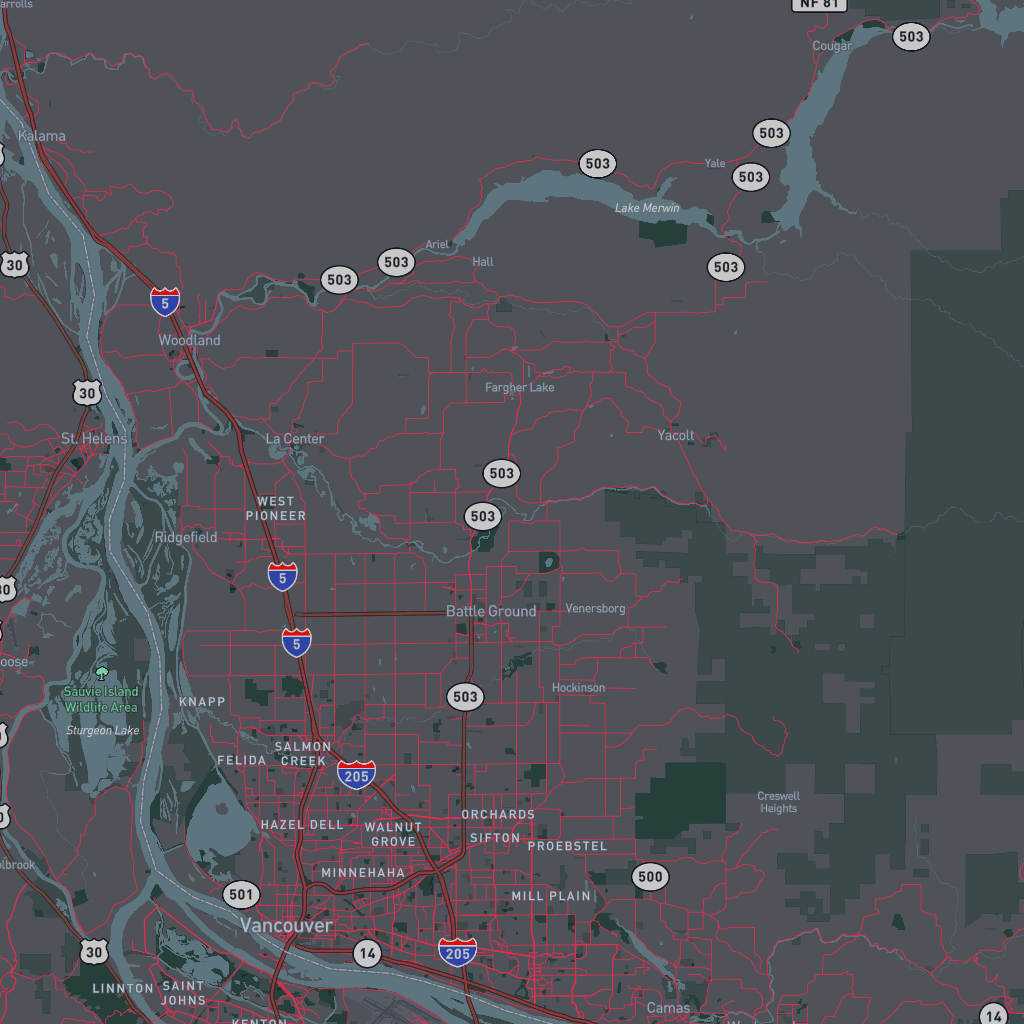 NF 81
503
Cougar
Kalama
503
503
Yale
503
Lake Merwin
Ariel
503
Hall
30
503
503
5
Woodland
Fargher Lake
30
St. Helens
La Center
Yacolt
503
WEST
PIONEER
503
Ridgefield
5
30
Battle Ground
Venersborg
5
Sauvie Island
Wildlife Area
Sturgeon Lake
KNAPP
503
Hockinson
SALMON
CREEK
FELIDA
205
Creswell
Heights
HAZEL DELL
WALNUT
GROVE
ORCHARDS
SIFTON
PROEBSTEL
MINNEHAHA
500
501
MILL PLAIN
Vancouver
30
14
205
LINNTON
SAINT
JOHNS
Camas
14
KENTON